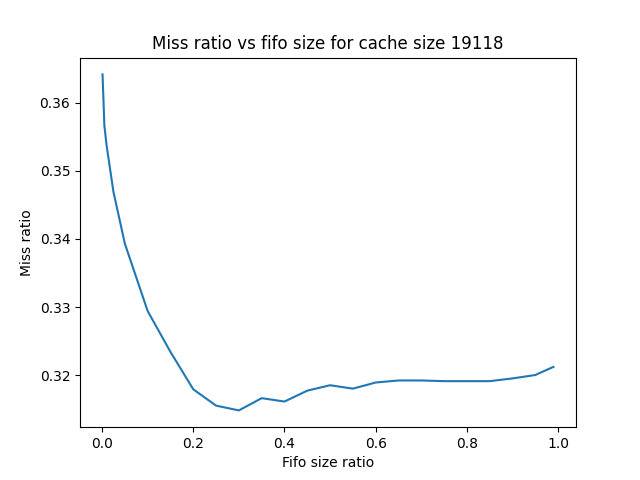 Miss ratio vs fifo size for cache size 19118
0.36
0.35
0.34
0.33
0.32
Miss ratio
0.0 0.2 0.4 0.6 0.8 1.0
Fifo size ratio